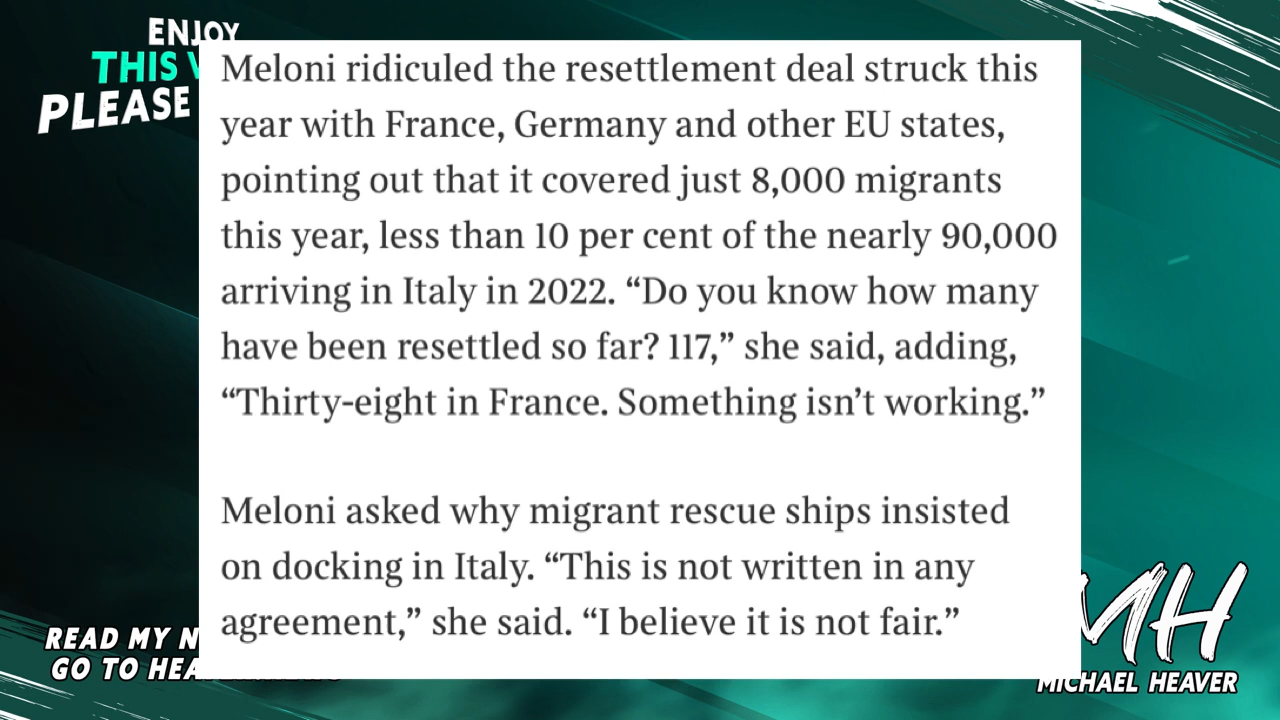 ENJOY
THIS
PLEASE
Meloni ridiculed the resettlement deal struck this
year with France, Germany and other EU states,
pointing out that it covered just 8,000 migrants
this year, less than 10 per cent of the nearly 90,000
arriving in Italy in 2022. “Do you know how many
have been resettled so far? 117,” she said, adding,
“Thirty-eight in France. Something isn’t working.”
Meloni asked why migrant rescue ships insisted
on docking in Italy. “This is not written in any
agreement,” she said. “I believe it is not fair.”
READ MY
GO TO
MH
MICHAEL HEAVER